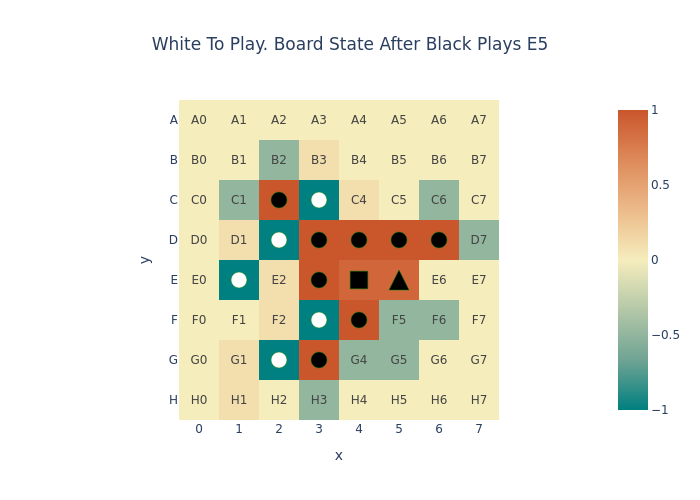 White To Play. Board State After Black Plays E5
A A0 A1 A2 A3 A4 A5 A6 A7
B B0 B1 B2 B3 B4 B5 B6 B7
C C0 C1 C4 C5 C6 C7
D D0 D1 D7
E E0 E2 E6 E7
F F0 F1 F2 F5 F6 F7
G G0 G1 G4 G5 G6 G7
H H0 H1 H2 H3 H4 H5 H6 H7
0 1 2 3 4 5 6 7
x
y
1
0.5
0
−0.5
−1